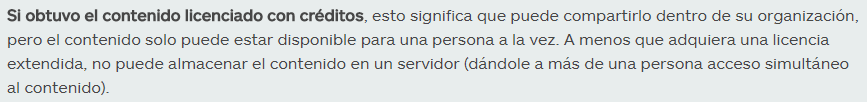 Si obtuvo el contenido licenciado con créditos, esto significa que puede compartirlo dentro de su organización,
pero el contenido solo puede estar disponible para una persona a la vez. A menos que adquiera una licencia
extendida, no puede almacenar el contenido en un servidor (dándole a más de una persona acceso simultáneo
al contenido).